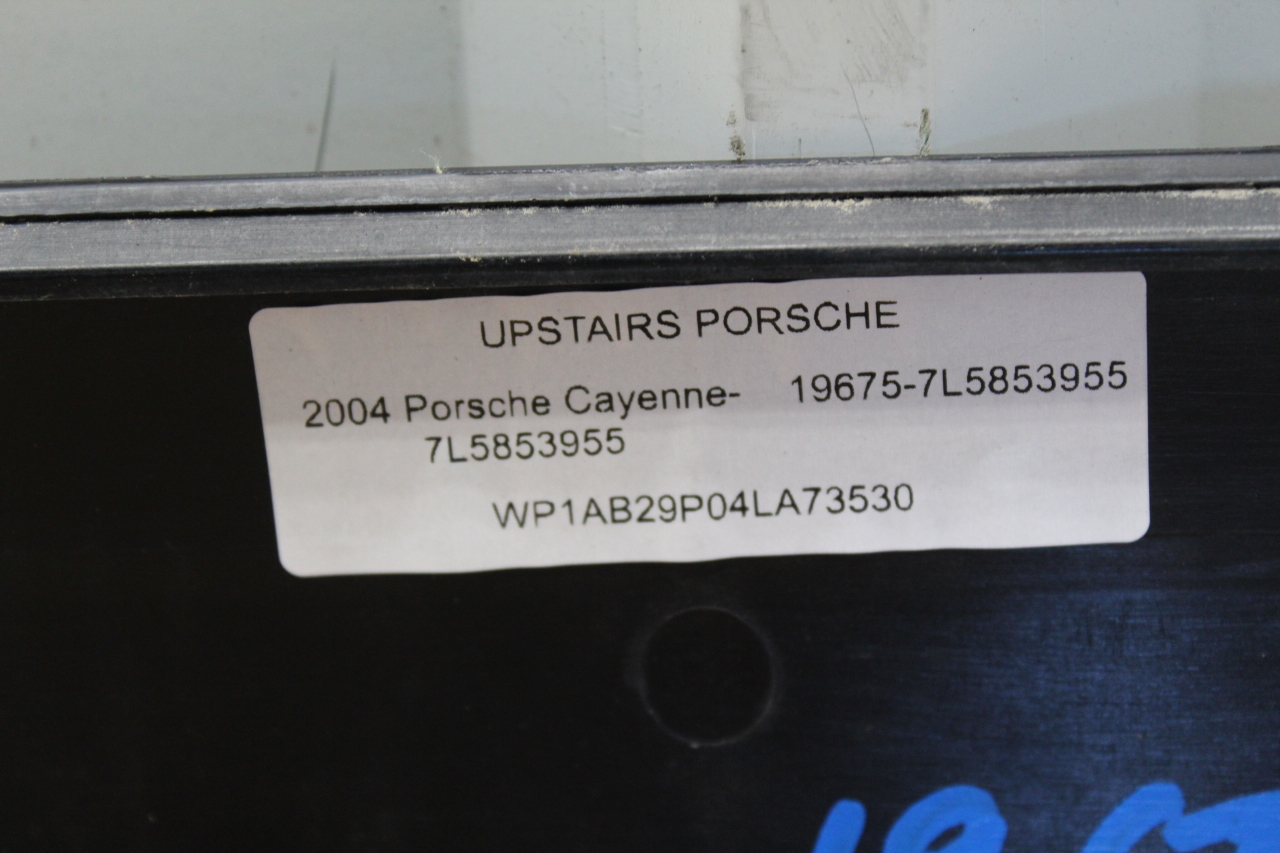 UPSTAIRS PORSCHE
2004 Porsche Cayenne- 19675-7L5853955
7L5853955
WP1AB29P04LA73530